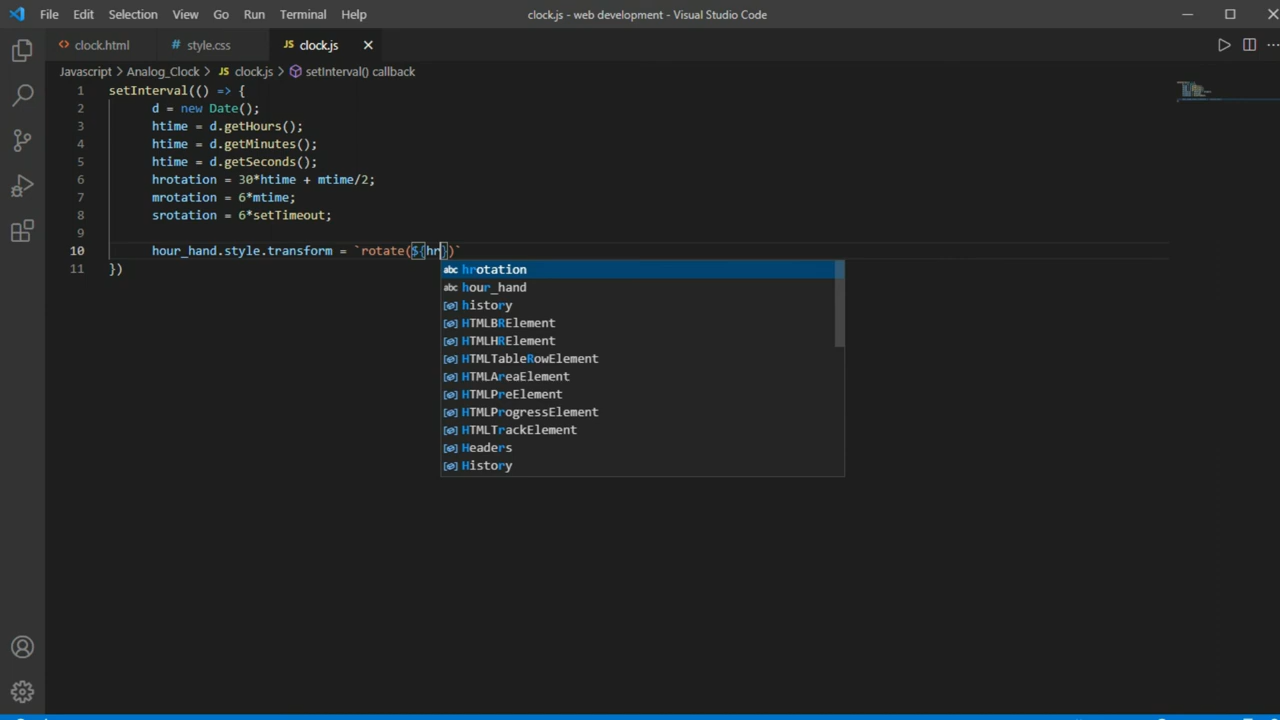 File Edit Selection View Go Run Terminal Help clock.js - web development - Visual Studio Code
clock.html style.css JS clock.js
Javascript > Analog_Clock > JS clock.js > setInterval() callback
1 setInterval(() => {
2 d = new Date();
3 htime = d.getHours();
4 htime = d.getMinutes();
5 htime = d.getSeconds();
6 hrotation = 30*htime + mtime/2;
7 mrotation = 6*mtime;
8 srotation = 6*setTimeout;
9
10 hour_hand.style.transform = `rotate(${hr})`
11 })
abc hrotation
abc hour_hand
history
HTMLBRElement
HTMLHRElement
HTMLTableRowElement
HTMLAreaElement
HTMLPreElement
HTMLProgressElement
HTMLTrackElement
Headers
History